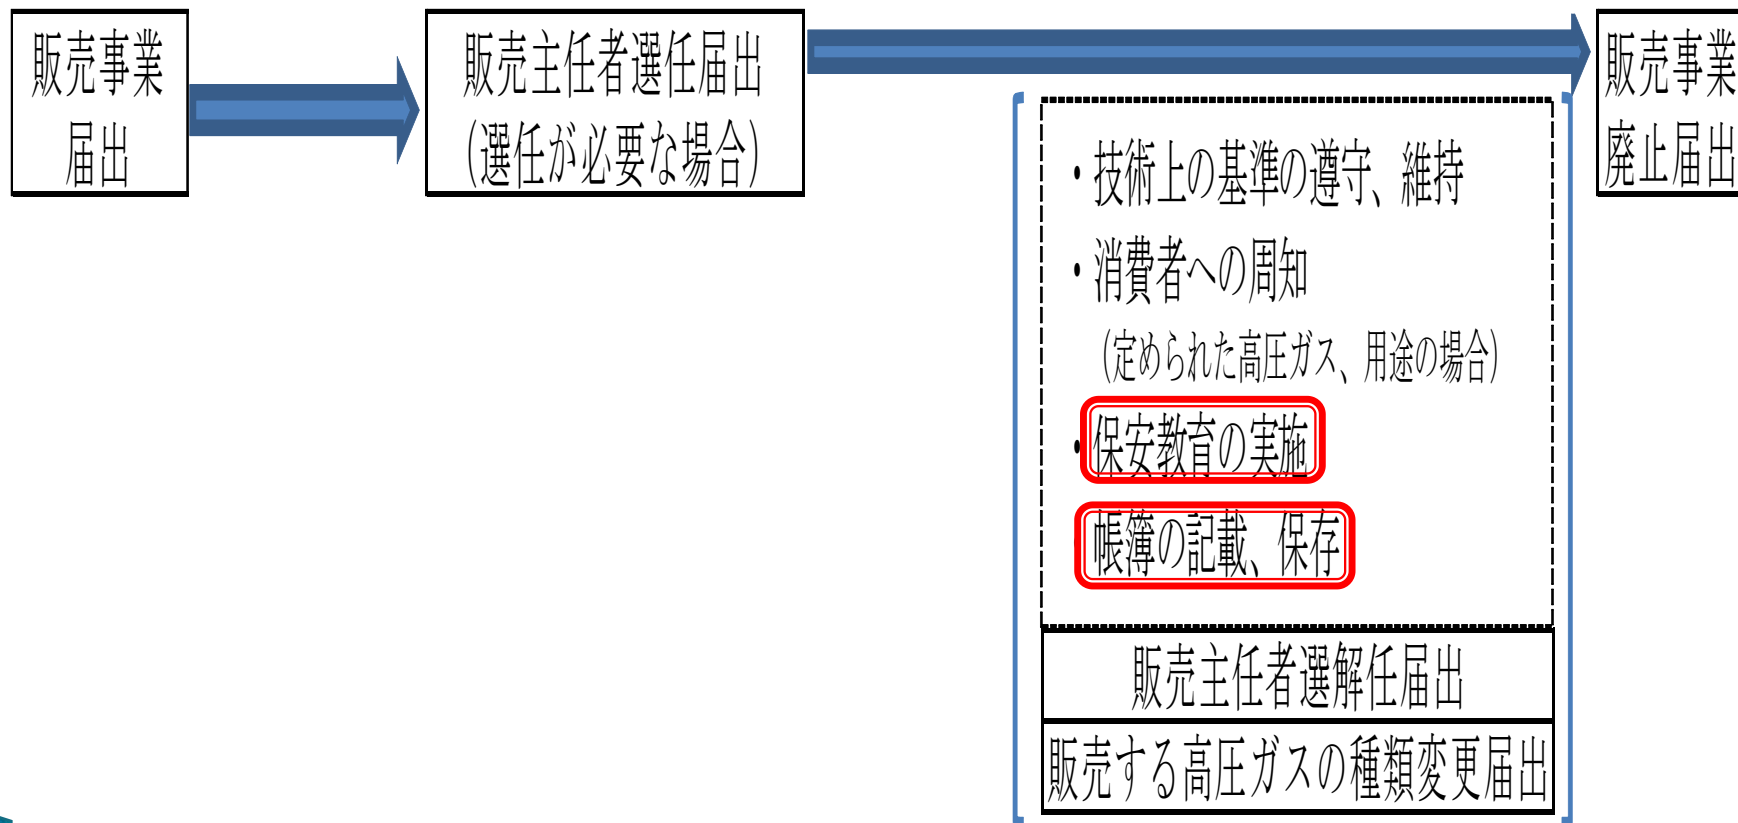 販売事業
届出
販売主任者選任届出
(選任が必要な場合)
販売事業
廃止届出
・技術上の基準の遵守、維持
・消費者への周知
(定められた高圧ガス、用途の場合)
・保安教育の実施
帳簿の記載、保存
販売主任者選解任届出
販売する高圧ガスの種類変更届出